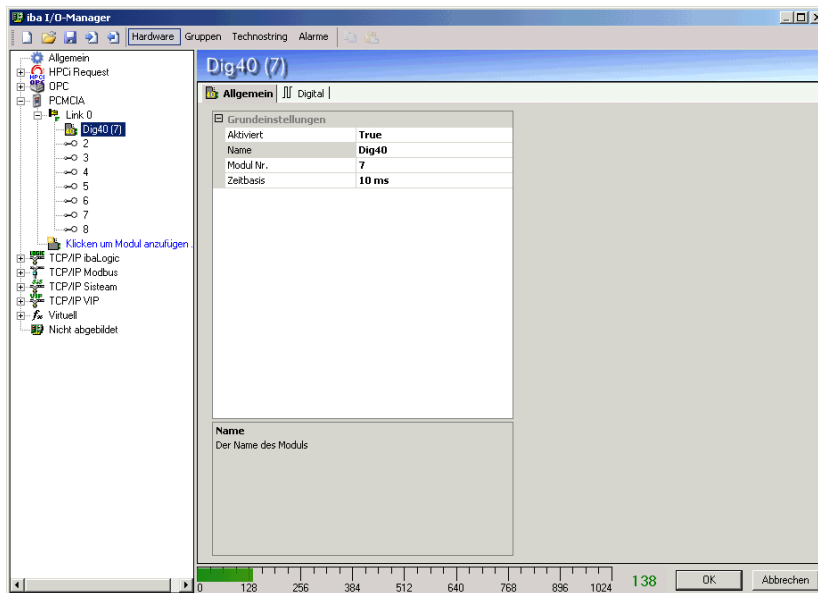 iba I/O-Manager
Hardware Gruppen Technostring Alarme
Allgemein
HPCi Request
OPC
PCMCIA
Link 0
Dig40 (7)
2
3
4
5
6
7
8
Klicken um Modul anzufügen .
TCP/IP ibaLogic
TCP/IP Modbus
TCP/IP Sisteam
TCP/IP VIP
Virtuell
Nicht abgebildet
Dig40 (7)
Allgemein Digital
Grundeinstellungen
Aktiviert True
Name Dig40
Modul Nr. 7
Zeitbasis 10 ms
Name
Der Name des Moduls
0 128 256 384 512 640 768 896 1024
138
OK Abbrechen